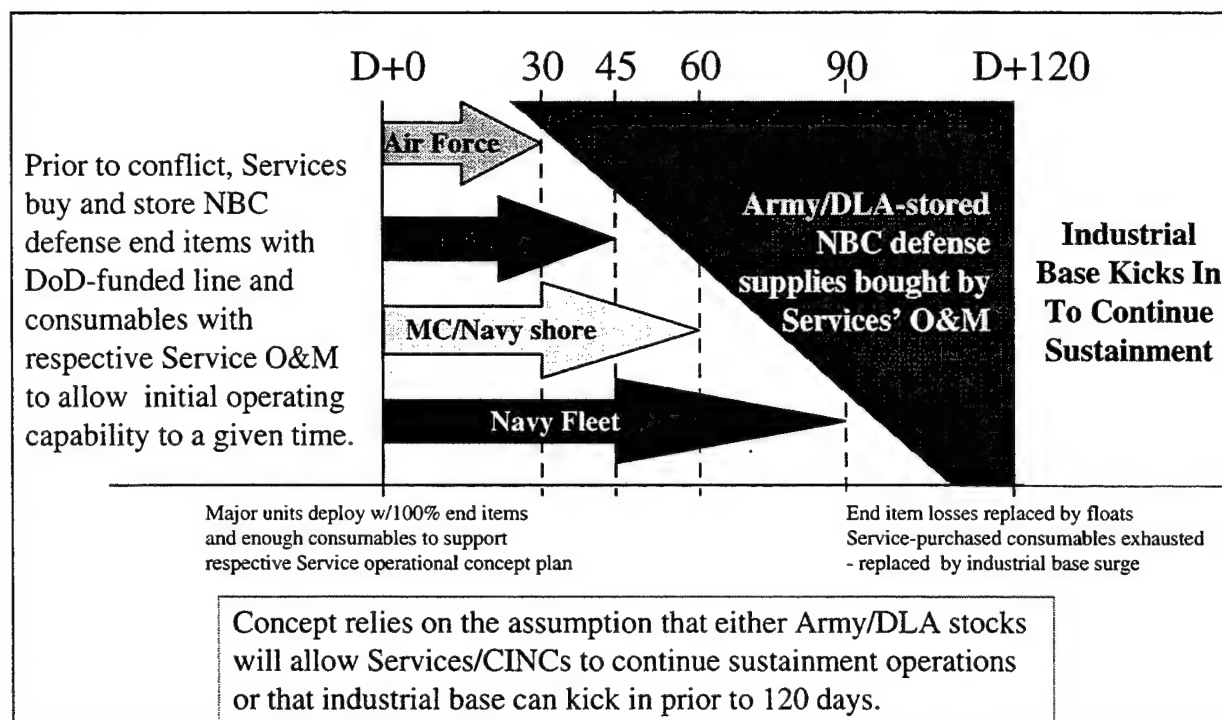 D+0 30 45 60 90 D+120
Prior to conflict, Services
buy and store NBC
defense end items with
DoD-funded line and
consumables with
respective Service O&M
to allow initial operating
capability to a given time.
Air Force
MC/Navy shore
Navy Fleet
Army/DLA-stored
NBC defense
supplies bought by
Services' O&M
Industrial
Base Kicks In
To Continue
Sustainment
Major units deploy w/100% end items
and enough consumables to support
respective Service operational concept plan
End item losses replaced by floats
Service-purchased consumables exhausted
- replaced by industrial base surge
Concept relies on the assumption that either Army/DLA stocks
will allow Services/CINCs to continue sustainment operations
or that industrial base can kick in prior to 120 days.